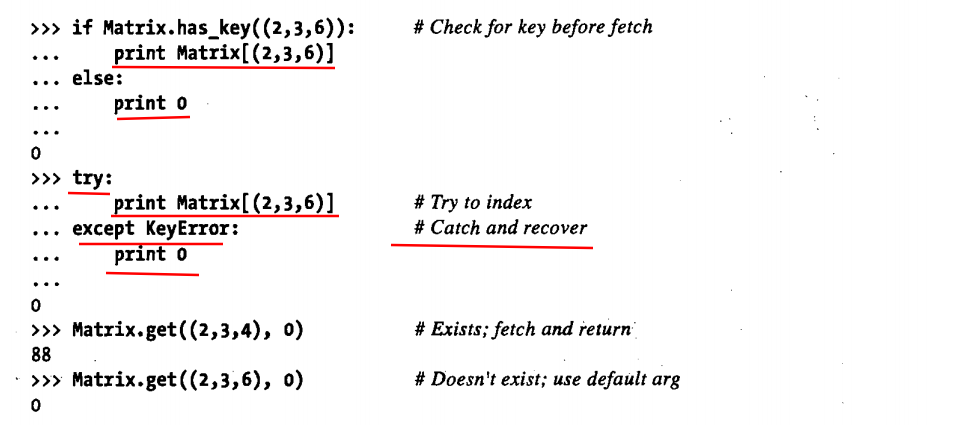 >>> if Matrix.has_key((2,3,6)):        # Check for key before fetch
...     print Matrix[(2,3,6)]
... else:
...     print 0
...
0
>>> try:
...     print Matrix[(2,3,6)]        # Try to index
... except KeyError:        # Catch and recover
...     print 0
...
0
>>> Matrix.get((2,3,4), 0)        # Exists; fetch and return
88
>>> Matrix.get((2,3,6), 0)        # Doesn't exist; use default arg
0